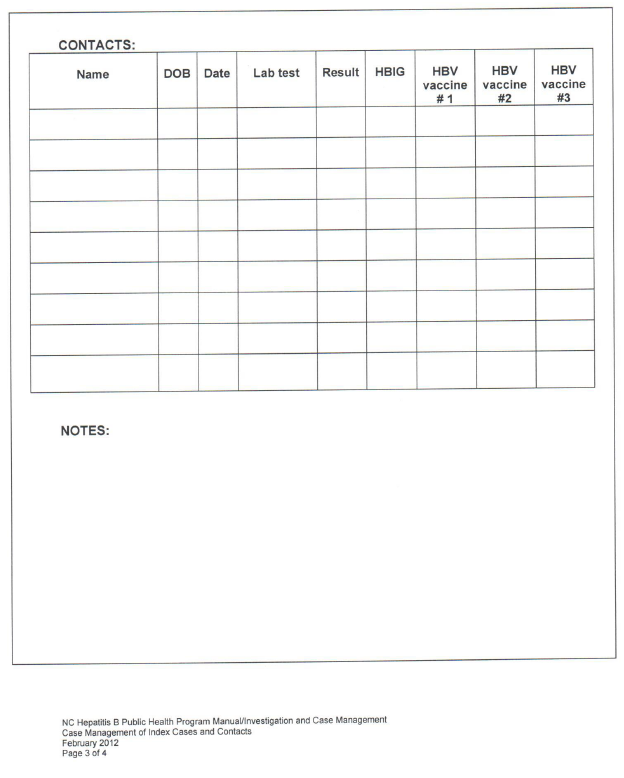 CONTACTS:
Name DOB Date Lab test Result HBIG HBV vaccine # 1 HBV vaccine #2 HBV vaccine #3
NOTES:
NC Hepatitis B Public Health Program Manual/Investigation and Case Management
Case Management of Index Cases and Contacts
February 2012
Page 3 of 4